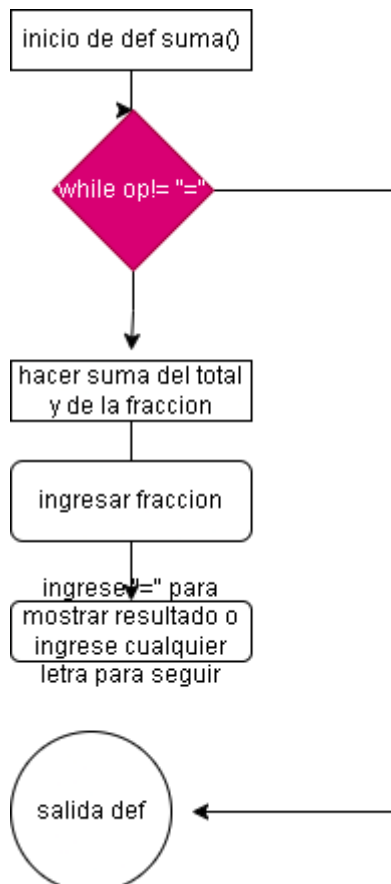 inicio de def suma()
while op!= "="
hacer suma del total
y de la fraccion
ingresar fraccion
ingrese "=" para
mostrar resultado o
ingrese cualquier
letra para seguir
salida def